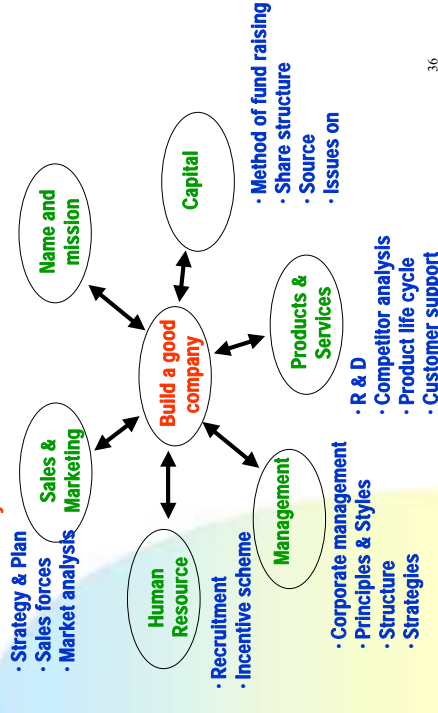 · Strategy & Plan
· Sales forces
· Market analysis
Sales &
Marketing
Name and
mission
Human
Resource
· Recruitment
· Incentive scheme
Build a good
company
Capital
· Method of fund raising
· Share structure
· Source
· Issues on
Management
· Corporate management
· Principles & Styles
· Structure
· Strategies
Products &
Services
· R & D
· Competitor analysis
· Product life cycle
· Customer support
36